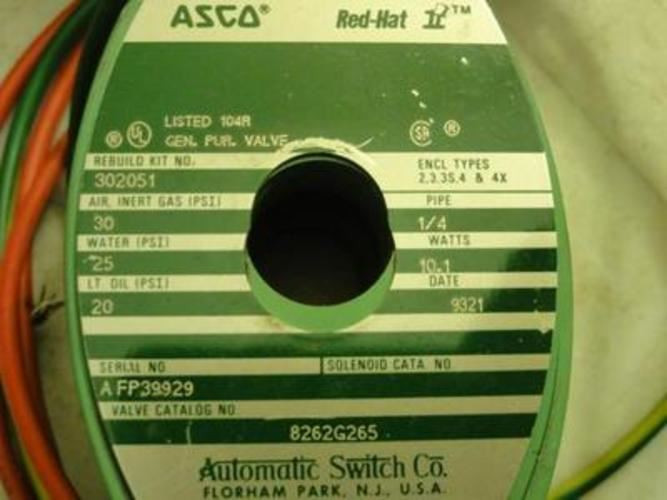 ASCO® Red-Hat II™
LISTED 104R
® UL GEN. PUR. VALVE SA ®
REBUILD KIT NO. ENCL TYPES
302051 2,3,3S,4 & 4X
AIR, INERT GAS (PSI) PIPE
30 1/4
WATER (PSI) WATTS
25 10.1
LT. OIL (PSI) DATE
20 9321
SERIAL NO. SOLENOID CATA. NO.
A FP39929
VALVE CATALOG NO.
8262G265
Automatic Switch Co.
FLORHAM PARK, N.J., U.S.A.